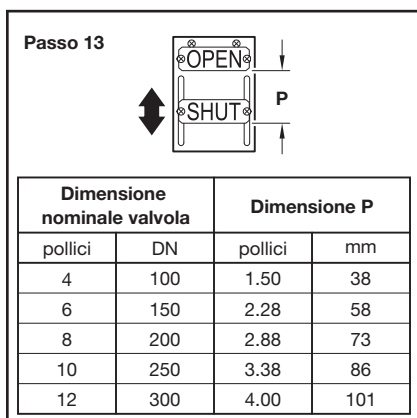 Passo 13
OPEN
P
SHUT
Dimensione nominale valvola Dimensione P
pollici DN pollici mm
4 100 1.50 38
6 150 2.28 58
8 200 2.88 73
10 250 3.38 86
12 300 4.00 101